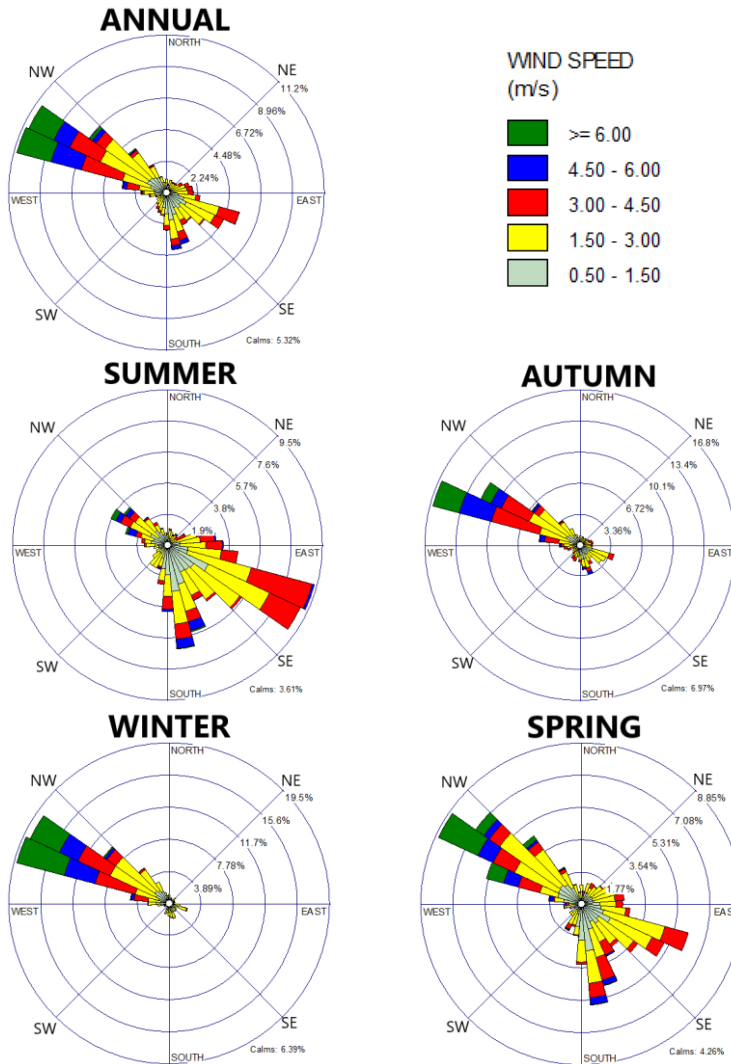 ANNUAL
NORTH
NW
NE
11.2%
8.96%
6.72%
4.48%
2.24%
WEST
EAST
SW
SE
SOUTH
Calms: 5.32%
WIND SPEED
(m/s)
>= 6.00
4.50 - 6.00
3.00 - 4.50
1.50 - 3.00
0.50 - 1.50
SUMMER
NORTH
NW
NE
9.5%
7.6%
5.7%
3.8%
1.9%
WEST
EAST
SW
SE
SOUTH
Calms: 3.61%
AUTUMN
NORTH
NW
NE
16.8%
13.4%
10.1%
6.72%
3.36%
WEST
EAST
SW
SE
SOUTH
Calms: 6.97%
WINTER
NORTH
NW
NE
19.5%
15.6%
11.7%
7.78%
3.89%
WEST
EAST
SW
SE
SOUTH
Calms: 6.39%
SPRING
NORTH
NW
NE
8.85%
7.08%
5.31%
3.54%
1.77%
WEST
EAST
SW
SE
SOUTH
Calms: 4.26%